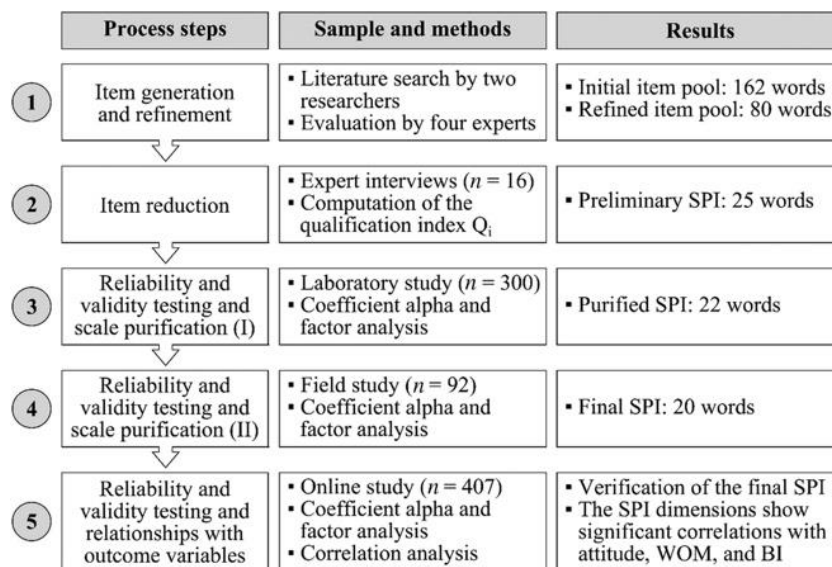 Process steps
Sample and methods
Results
1
Item generation
and refinement
▪ Literature search by two
researchers
▪ Evaluation by four experts
▪ Initial item pool: 162 words
▪ Refined item pool: 80 words
2
Item reduction
▪ Expert interviews (n = 16)
▪ Computation of the
qualification index Qi
▪ Preliminary SPI: 25 words
3
Reliability and
validity testing and
scale purification (I)
▪ Laboratory study (n = 300)
▪ Coefficient alpha and
factor analysis
▪ Purified SPI: 22 words
4
Reliability and
validity testing and
scale purification (II)
▪ Field study (n = 92)
▪ Coefficient alpha and
factor analysis
▪ Final SPI: 20 words
5
Reliability and
validity testing and
relationships with
outcome variables
▪ Online study (n = 407)
▪ Coefficient alpha and
factor analysis
▪ Correlation analysis
▪ Verification of the final SPI
▪ The SPI dimensions show
significant correlations with
attitude, WOM, and BI